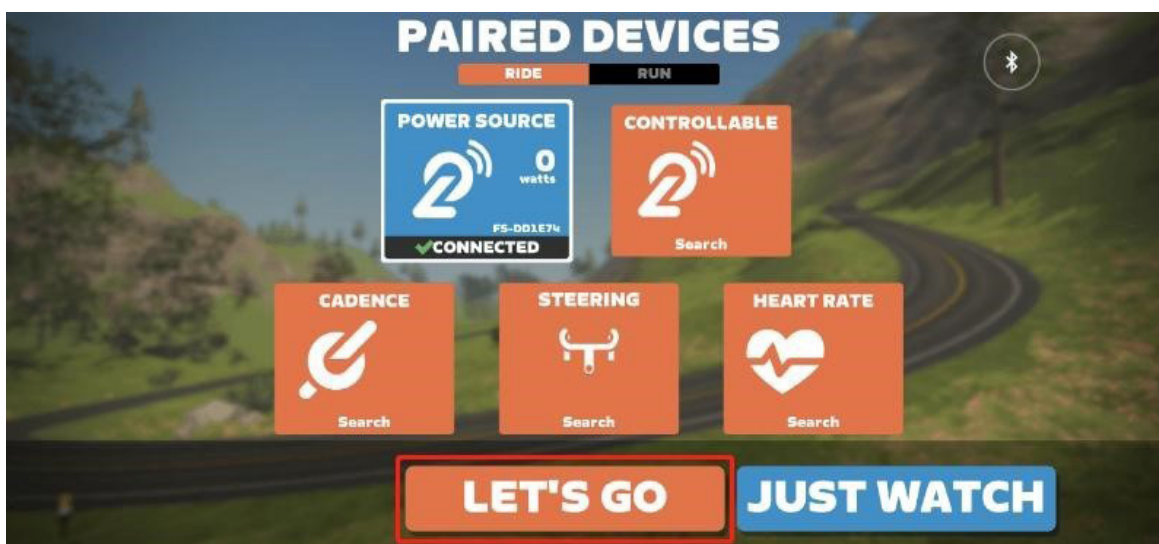 PAIRED DEVICES
RIDE RUN
POWER SOURCE
0
watts
FS-DD1E74
CONNECTED
CONTROLLABLE
Search
CADENCE
Search
STEERING
Search
HEART RATE
Search
LET'S GO
JUST WATCH